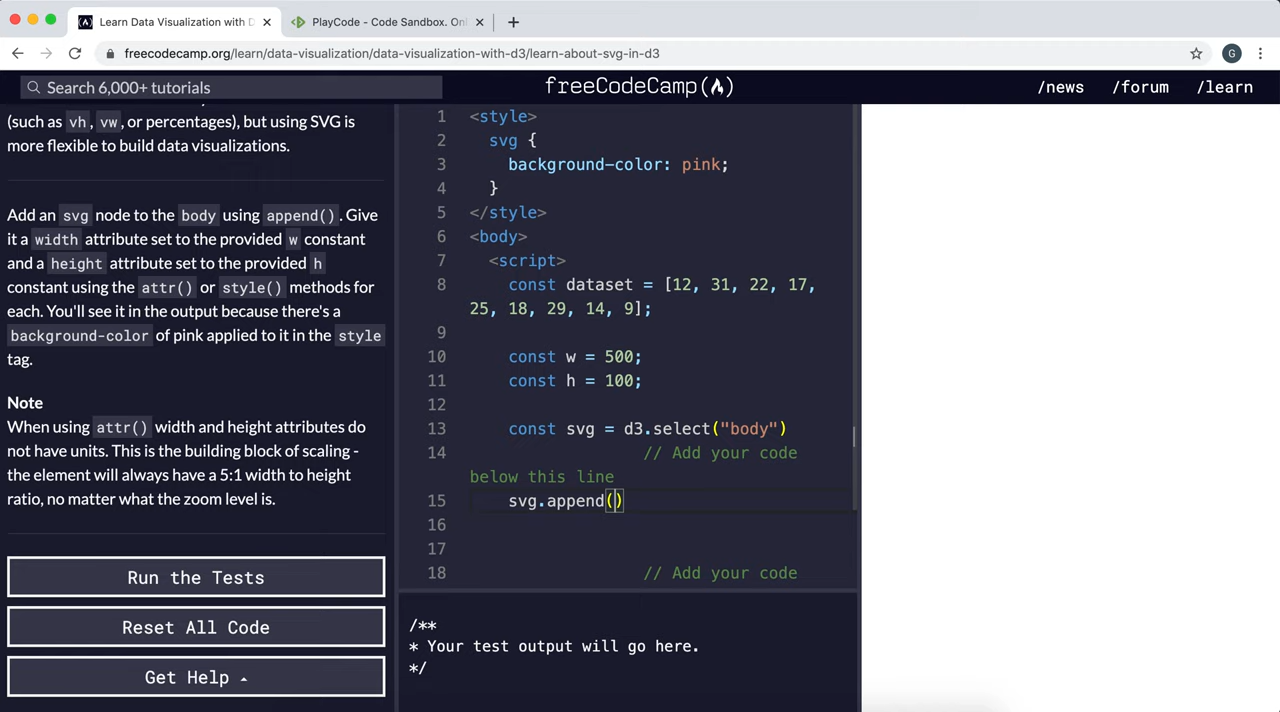 Learn Data Visualization with D
PlayCode - Code Sandbox. Onl
freecodecamp.org/learn/data-visualization/data-visualization-with-d3/learn-about-svg-in-d3
G
Search 6,000+ tutorials
freeCodeCamp
/news
/forum
/learn
(such as vh, vw, or percentages), but using SVG is
more flexible to build data visualizations.
Add an svg node to the body using append(). Give
it a width attribute set to the provided w constant
and a height attribute set to the provided h
constant using the attr() or style() methods for
each. You'll see it in the output because there's a
background-color of pink applied to it in the style
tag.
Note
When using attr() width and height attributes do
not have units. This is the building block of scaling -
the element will always have a 5:1 width to height
ratio, no matter what the zoom level is.
Run the Tests
Reset All Code
Get Help
1 <style>
2 svg {
3 background-color: pink;
4 }
5 </style>
6 <body>
7 <script>
8 const dataset = [12, 31, 22, 17,
25, 18, 29, 14, 9];
9
10 const w = 500;
11 const h = 100;
12
13 const svg = d3.select("body")
14 // Add your code
below this line
15 svg.append()
16
17
18 // Add your code
/**
* Your test output will go here.
*/